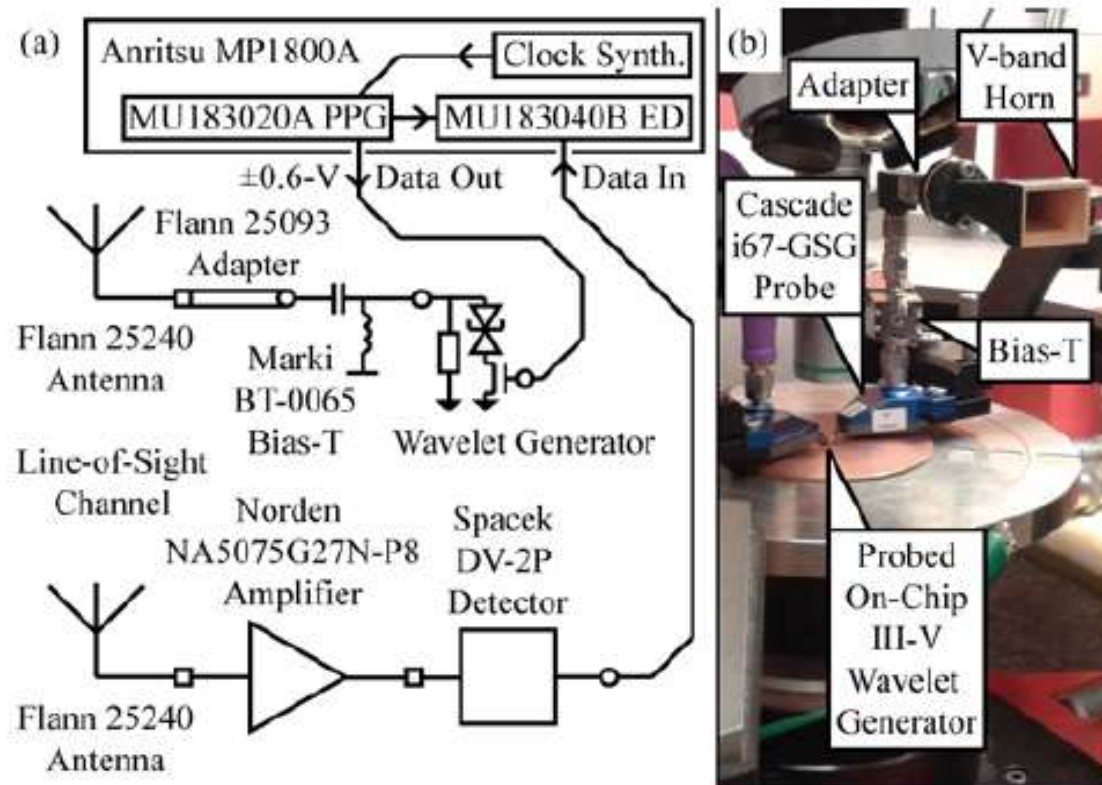 (a)
Anritsu MP1800A
Clock Synth.
MU183020A PPG
MU183040B ED
±0.6-V
Data Out
Data In
Flann 25093
Adapter
Flann 25240
Antenna
Marki
BT-0065
Bias-T
Wavelet Generator
Line-of-Sight
Channel
Norden
NA5075G27N-P8
Amplifier
Spacek
DV-2P
Detector
Flann 25240
Antenna
(b)
Adapter
V-band
Horn
Cascade
i67-GSG
Probe
Bias-T
Probed
On-Chip
III-V
Wavelet
Generator